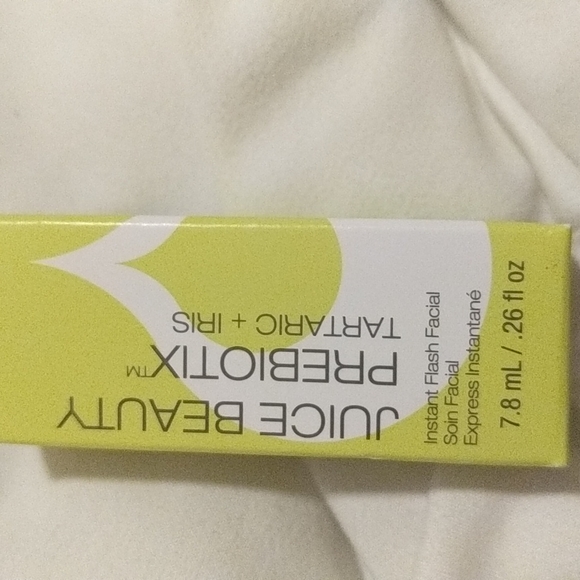 JUICE BEAUTY
PREBIOTIX™
TARTARIC + IRIS
Instant Flash Facial
Soin Facial
Express Instantané
7.8 mL / .26 fl oz